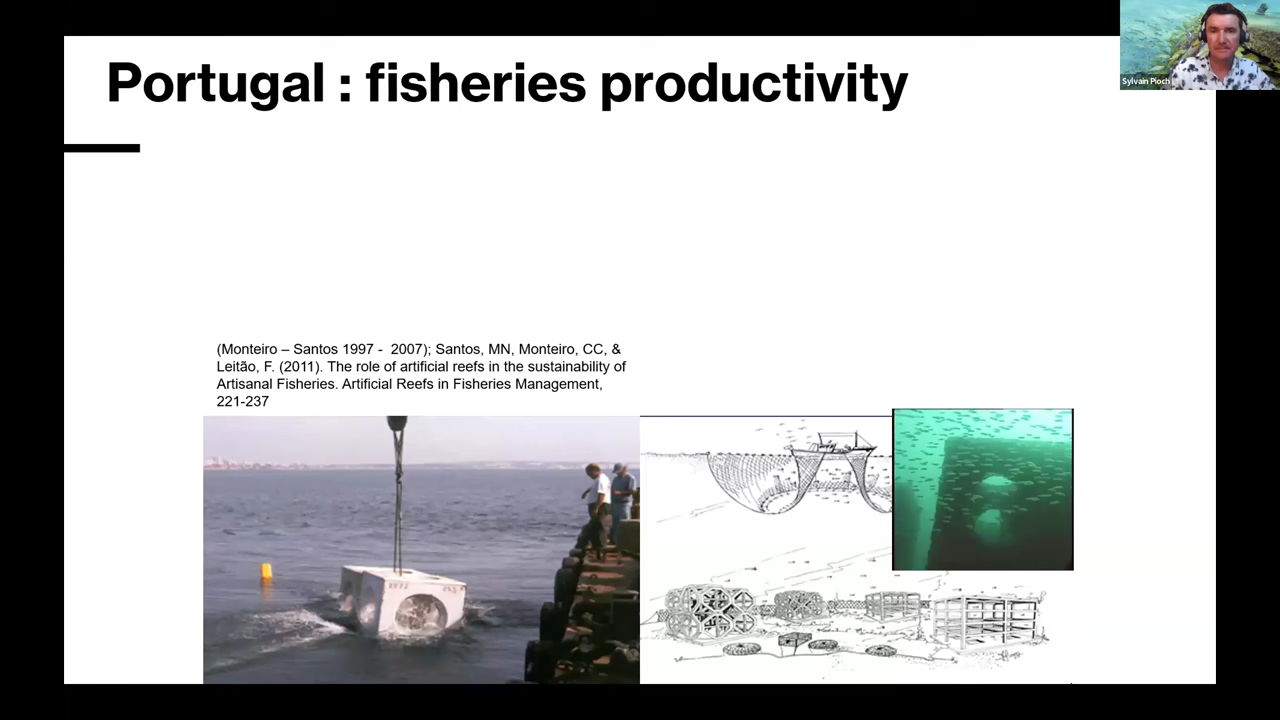 Portugal : fisheries productivity
Sylvain Pioch
(Monteiro – Santos 1997 -  2007); Santos, MN, Monteiro, CC, &
Leitão, F. (2011). The role of artificial reefs in the sustainability of
Artisanal Fisheries. Artificial Reefs in Fisheries Management,
221-237